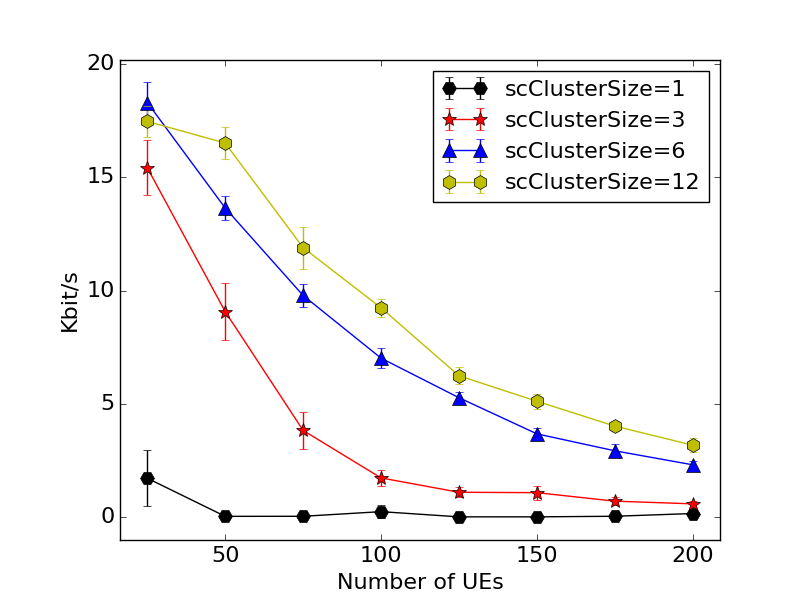 20
15
10
5
0
50
100
150
200
Kbit/s
Number of UEs
scClusterSize=1
scClusterSize=3
scClusterSize=6
scClusterSize=12